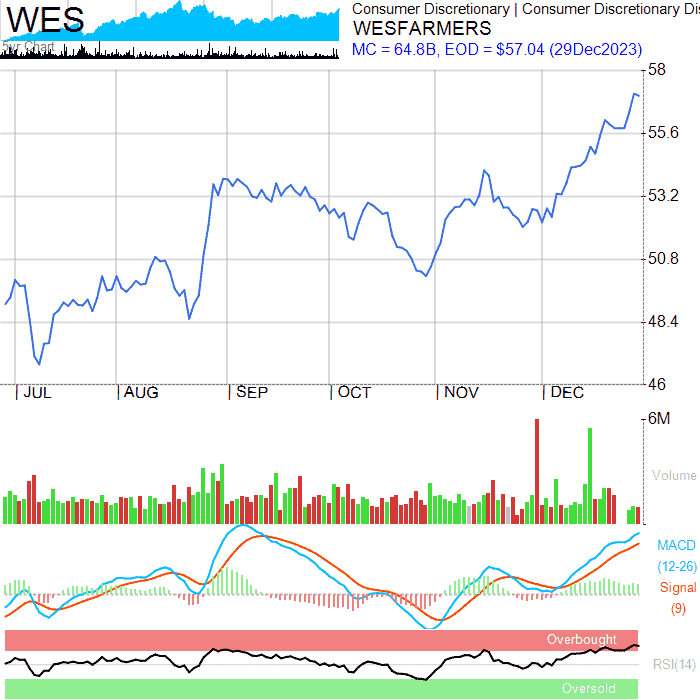 WES
5yr Chart
Consumer Discretionary | Consumer Discretionary Dis
WESFARMERS
MC = 64.8B, EOD = $57.04 (29Dec2023)
58
55.6
53.2
50.8
48.4
46
JUL AUG SEP OCT NOV DEC
6M
Volume
MACD
(12-26)
Signal
(9)
Overbought
RSI(14)
Oversold